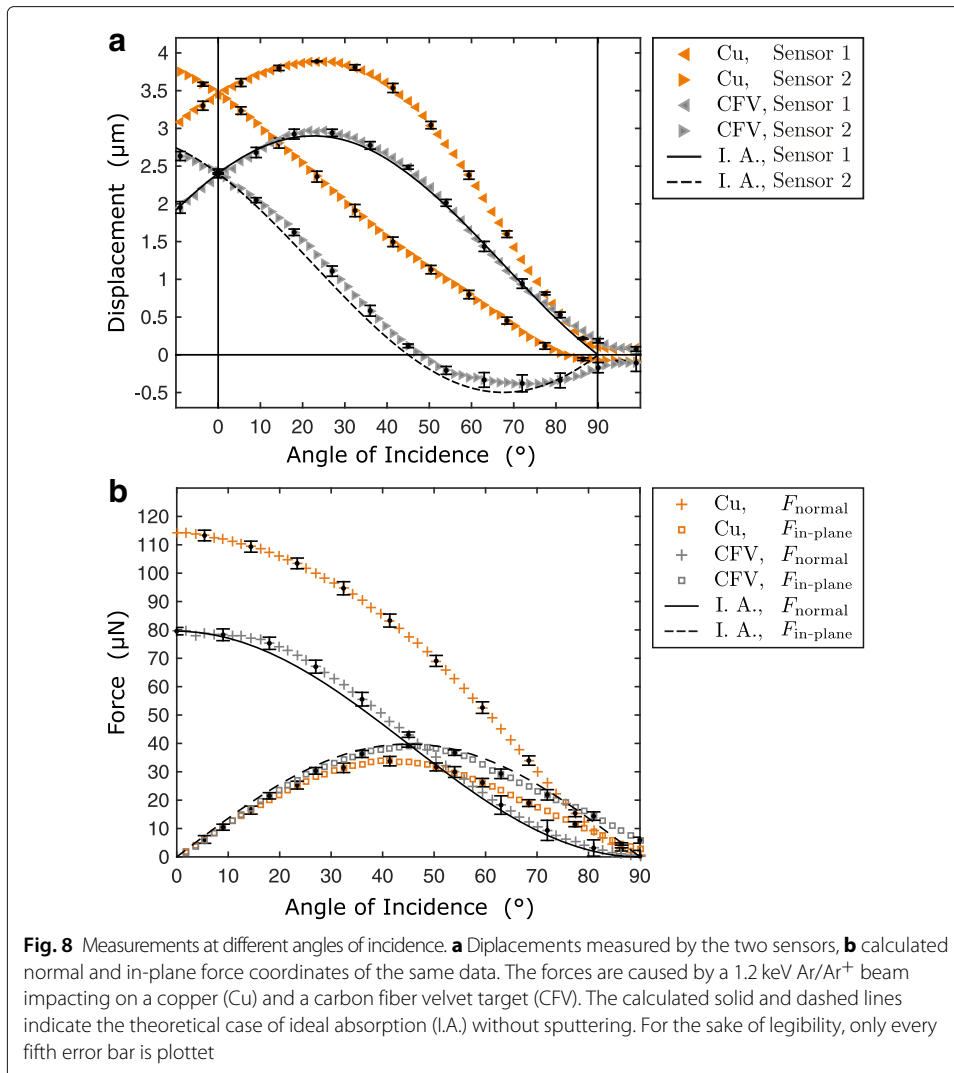 a
4
3.5
3
2.5
2
1.5
1
0.5
0
-0.5
Displacement (μm)
0 10 20 30 40 50 60 70 80 90
Angle of Incidence (°)
Cu, Sensor 1
Cu, Sensor 2
CFV, Sensor 1
CFV, Sensor 2
I. A., Sensor 1
I. A., Sensor 2
b
120
110
100
90
80
70
60
50
40
30
20
10
0
Force (μN)
0 10 20 30 40 50 60 70 80 90
Angle of Incidence (°)
Cu, Fnormal
Cu, Fin-plane
CFV, Fnormal
CFV, Fin-plane
I. A., Fnormal
I. A., Fin-plane
Fig. 8 Measurements at different angles of incidence. a Diplacements measured by the two sensors, b calculated
normal and in-plane force coordinates of the same data. The forces are caused by a 1.2 keV Ar/Ar+ beam
impacting on a copper (Cu) and a carbon fiber velvet target (CFV). The calculated solid and dashed lines
indicate the theoretical case of ideal absorption (I.A.) without sputtering. For the sake of legibility, only every
fifth error bar is plottet